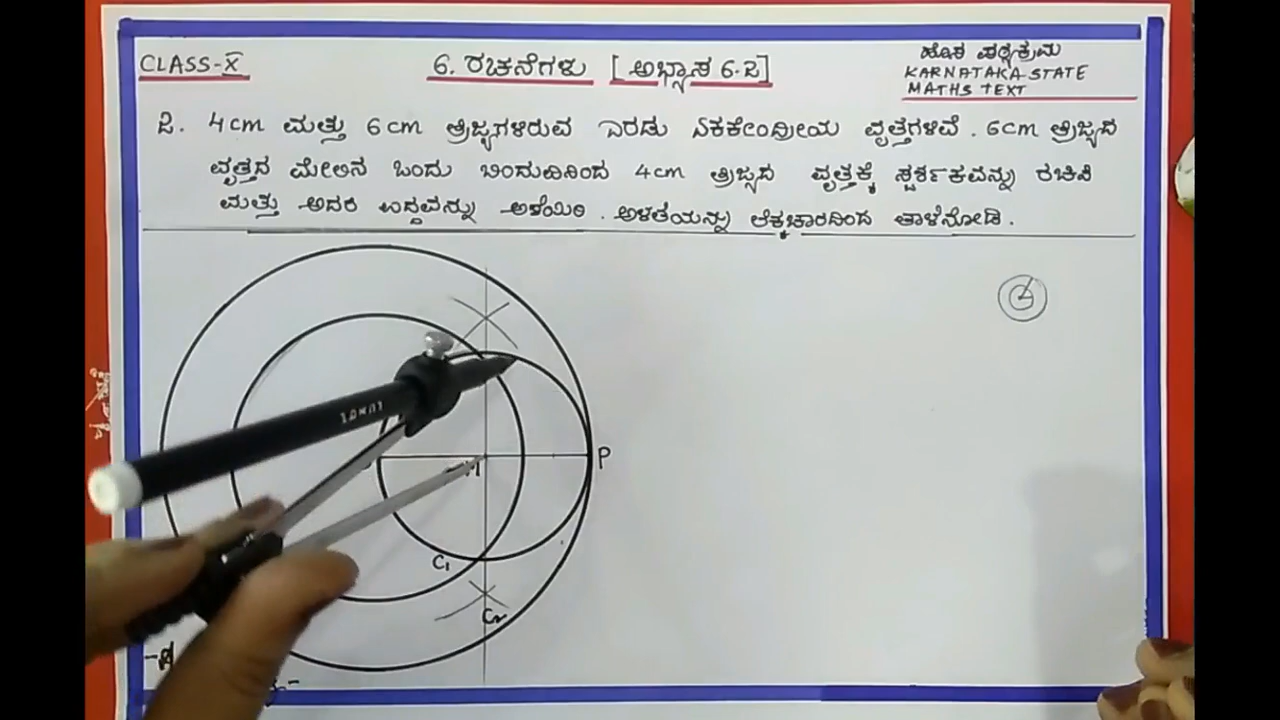 CLASS-X
6. ರಚನೆಗಳು [ಅಭ್ಯಾಸ 6.2]
ಹೊಸ ಪಠ್ಯಕ್ರಮ
KARNATAKA STATE
MATHS TEXT
2. 4cm ಮತ್ತು 6cm ತ್ರಿಜ್ಯಗಳಿರುವ ಎರಡು ಏಕಕೇಂದ್ರೀಯ ವೃತ್ತಗಳಿವೆ. 6cm ತ್ರಿಜ್ಯದ
ವೃತ್ತದ ಮೇಲಿನ ಒಂದು ಬಿಂದುವಿನಿಂದ 4cm ತ್ರಿಜ್ಯದ ವೃತ್ತಕ್ಕೆ ಸ್ಪರ್ಶಕವನ್ನು ರಚಿಸಿ
ಮತ್ತು ಅದರ ಉದ್ದವನ್ನು ಅಳೆಯಿರಿ. ಅಳತೆಯನ್ನು ಲೆಕ್ಕಚಾರದಿಂದ ತಾಳೆನೋಡಿ.
M
P
C1
C2